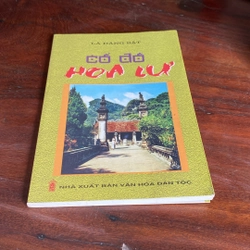 LÃ ĐĂNG BẬT
CỐ ĐÔ
HOA LƯ
NHÀ XUẤT BẢN VĂN HÓA DÂN TỘC